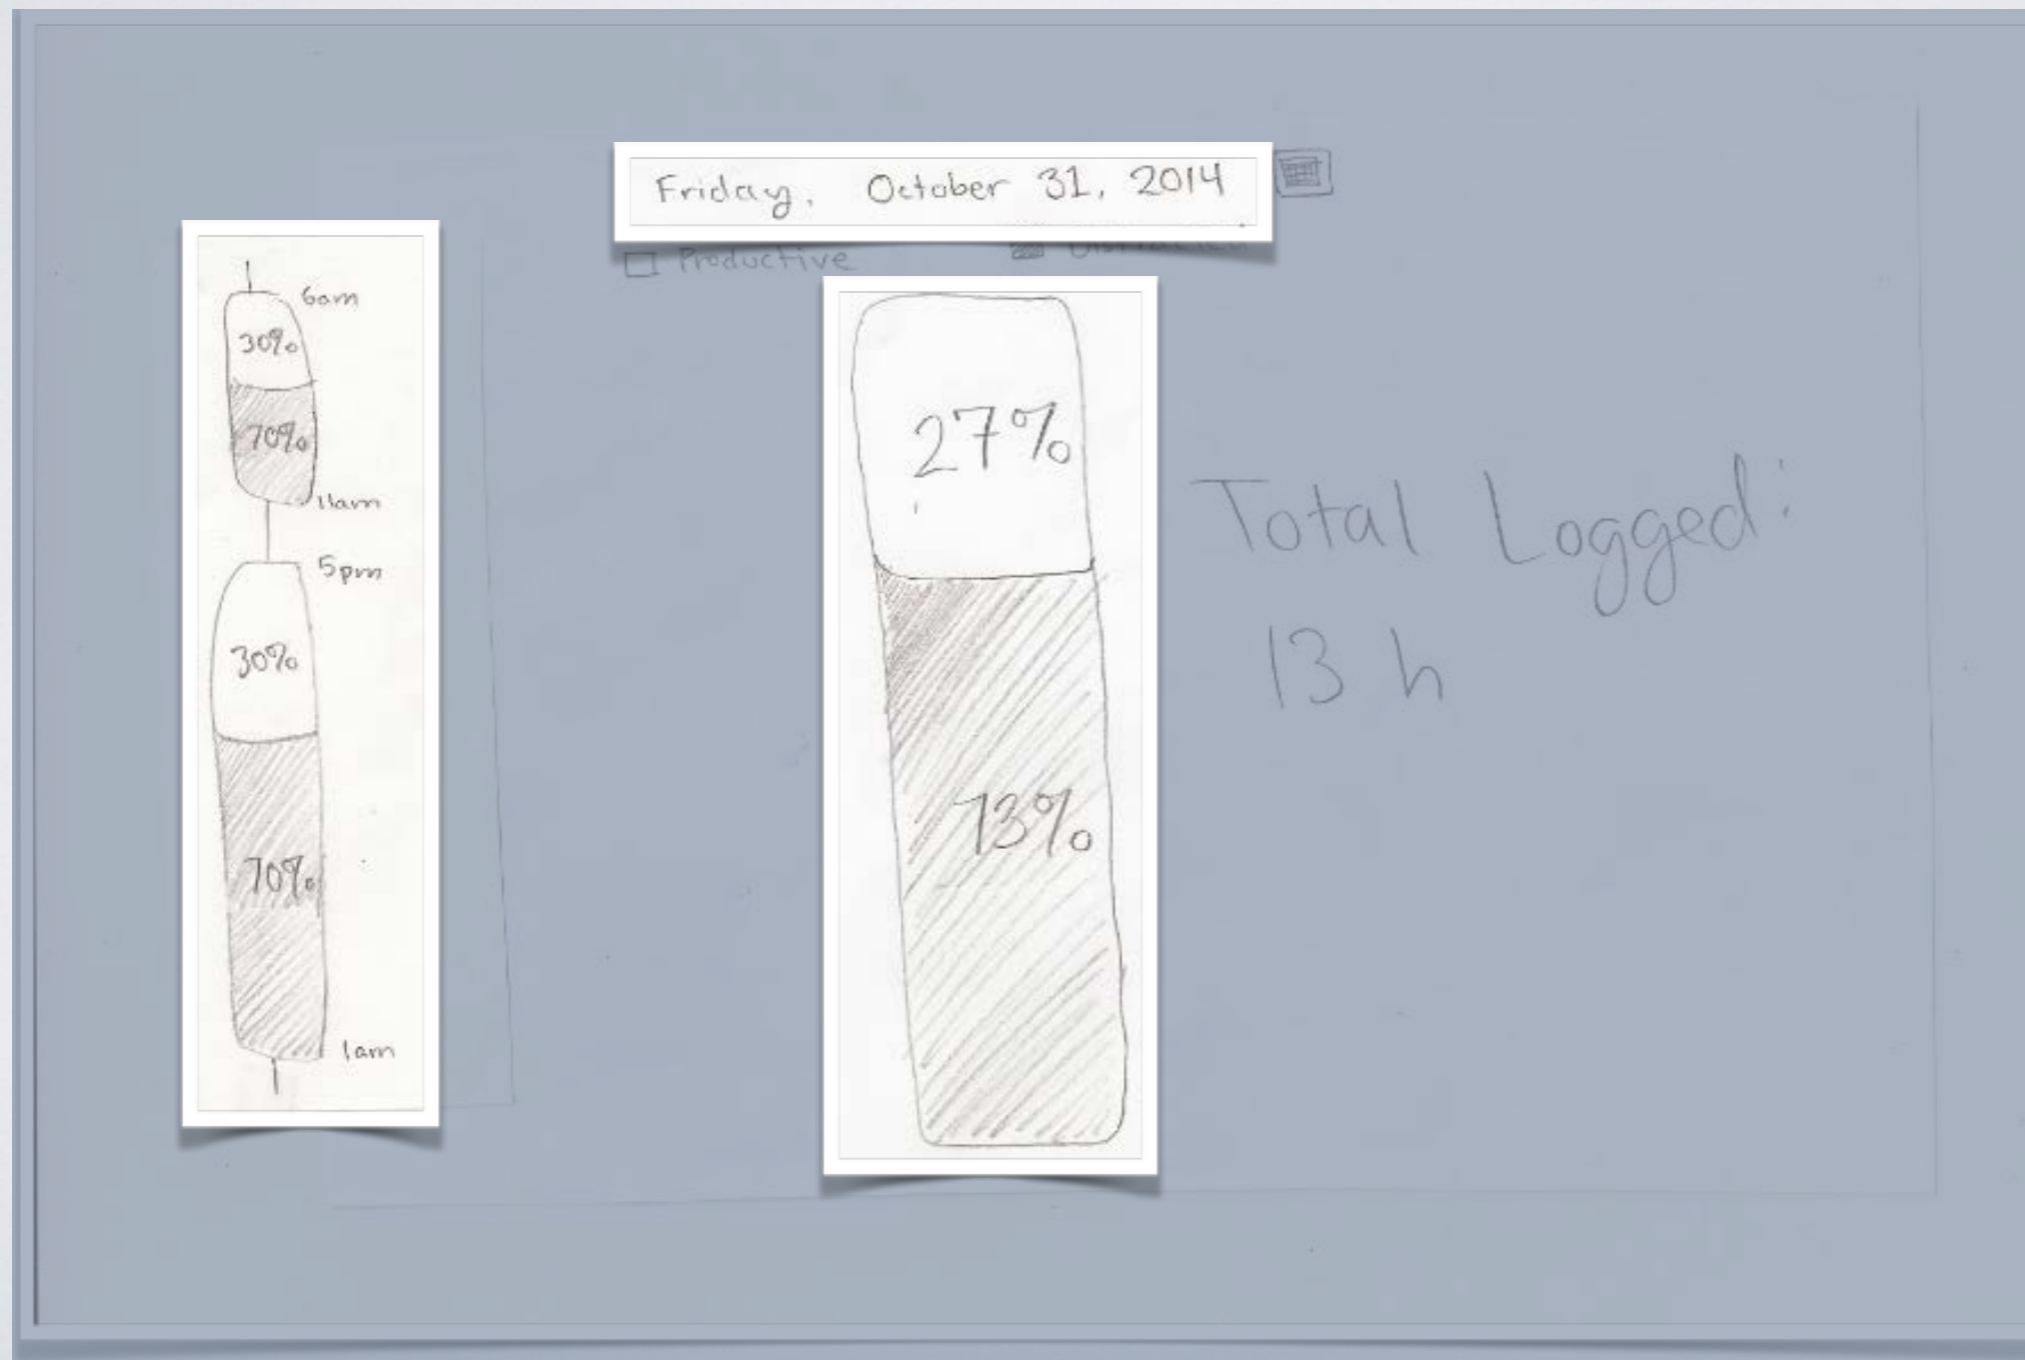 Friday, October 31, 2014
Productive
6am
30%
70%
11am
5pm
30%
70%
1am
27%
73%
Total Logged:
13 h